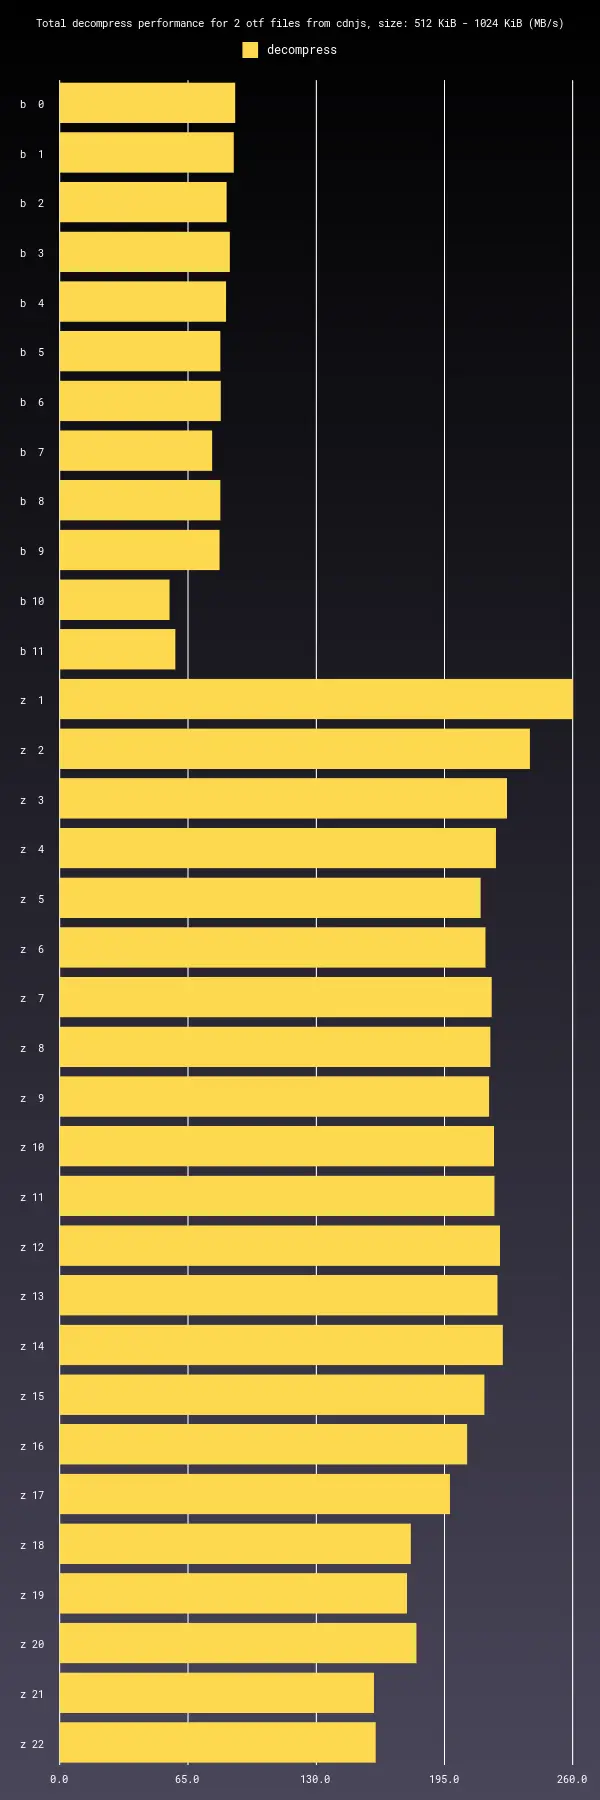 Total decompress performance for 2 otf files from cdnjs, size: 512 KiB - 1024 KiB (MB/s)
decompress
b 0
b 1
b 2
b 3
b 4
b 5
b 6
b 7
b 8
b 9
b 10
b 11
z 1
z 2
z 3
z 4
z 5
z 6
z 7
z 8
z 9
z 10
z 11
z 12
z 13
z 14
z 15
z 16
z 17
z 18
z 19
z 20
z 21
z 22
0.0 65.0 130.0 195.0 260.0